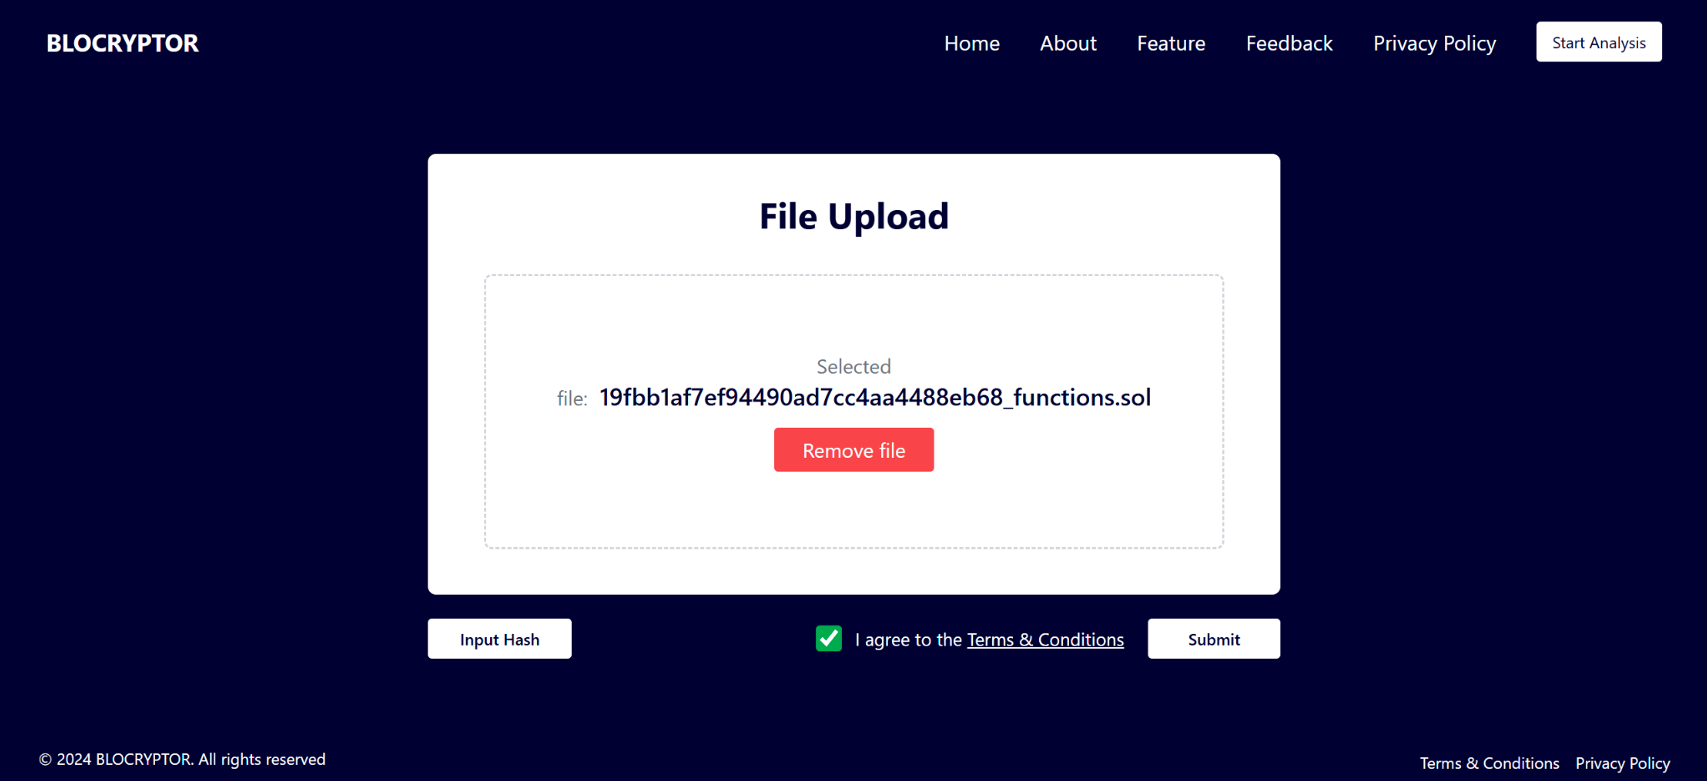 BLOCRYPTOR
Home About Feature Feedback Privacy Policy Start Analysis
File Upload
Selected
file: 19fbb1af7ef94490ad7cc4aa4488eb68_functions.sol
Remove file
Input Hash
I agree to the Terms & Conditions
Submit
© 2024 BLOCRYPTOR. All rights reserved
Terms & Conditions Privacy Policy